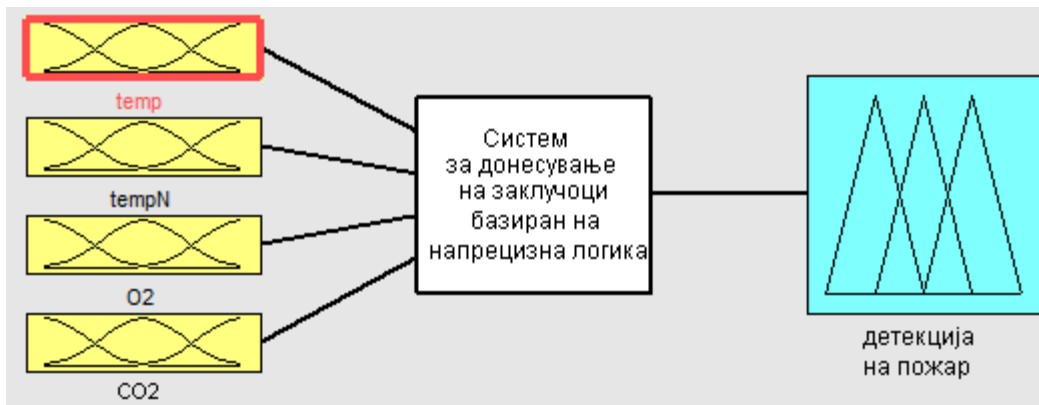 temp
tempN
O2
CO2
Систем
за донесување
на заклучоци
базиран на
напрецизна логика
детекција
на пожар